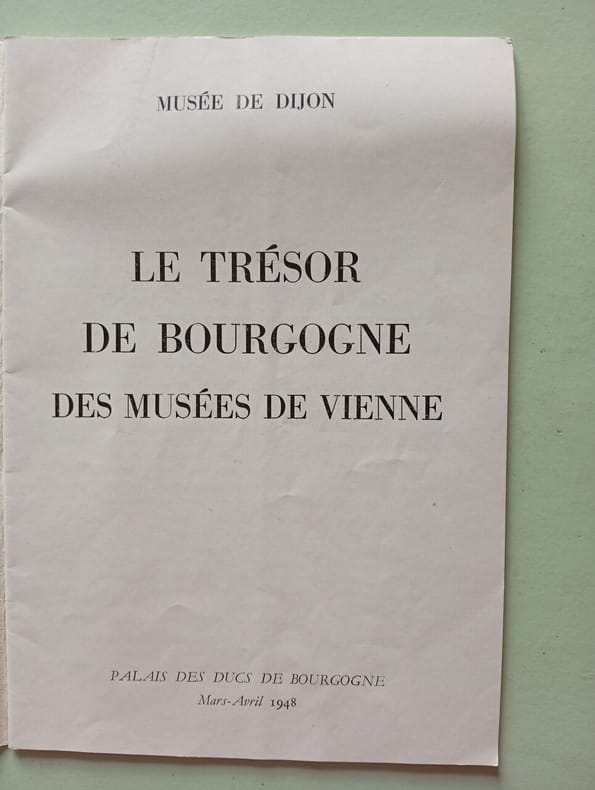 MUSÉE DE DIJON
LE TRÉSOR
DE BOURGOGNE
DES MUSÉES DE VIENNE
PALAIS DES DUCS DE BOURGOGNE
Mars-Avril 1948